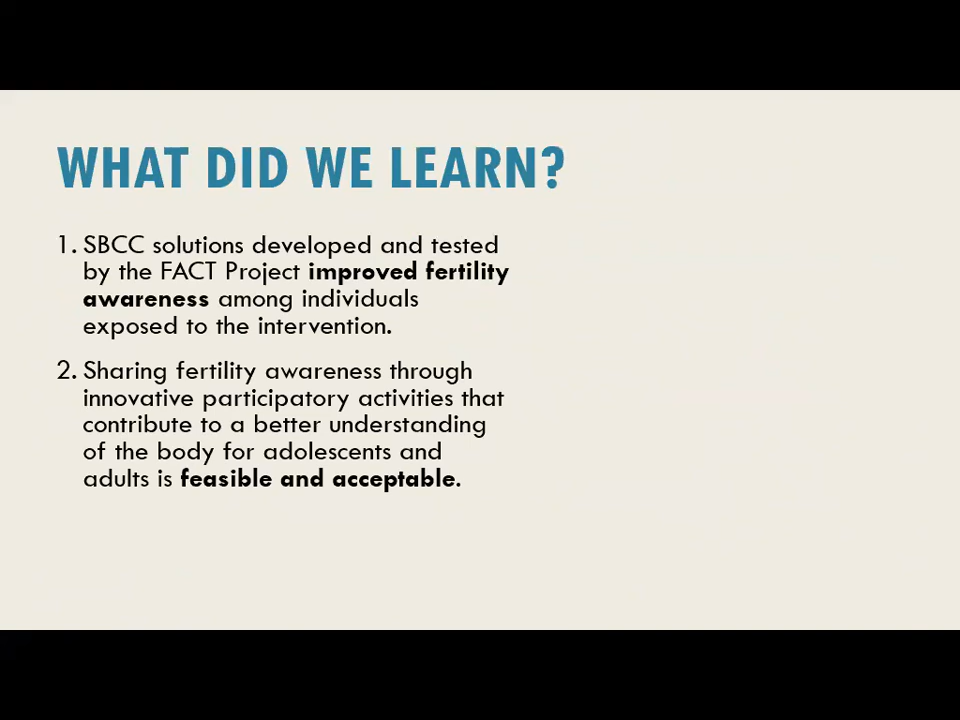 WHAT DID WE LEARN?
1. SBCC solutions developed and tested
by the FACT Project improved fertility
awareness among individuals
exposed to the intervention.
2. Sharing fertility awareness through
innovative participatory activities that
contribute to a better understanding
of the body for adolescents and
adults is feasible and acceptable.